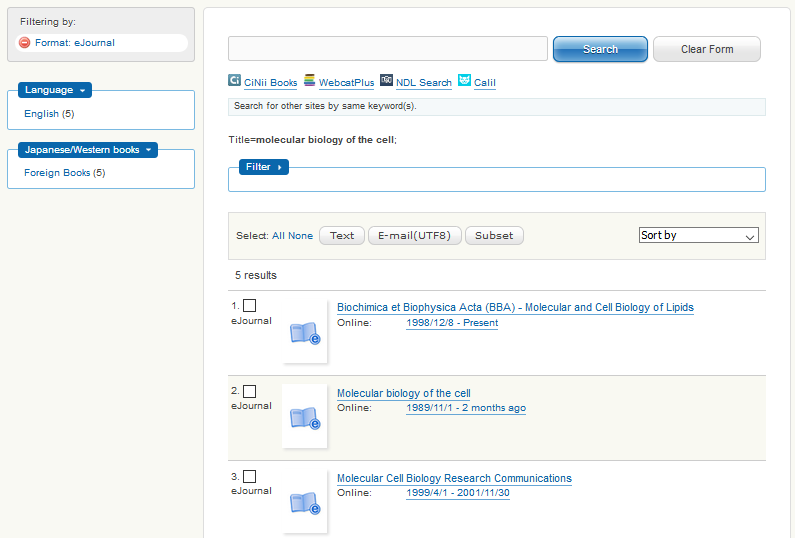 Filtering by:
Format: eJournal
Language
English (5)
Japanese/Western books
Foreign Books (5)
Search
Clear Form
Ci CiNii Books WebcatPlus NDL Search Calil
Search for other sites by same keyword(s).
Title=molecular biology of the cell;
Filter
Select: All None Text E-mail(UTF8) Subset Sort by
5 results
1.
eJournal
Biochimica et Biophysica Acta (BBA) - Molecular and Cell Biology of Lipids
Online: 1998/12/8 - Present
2.
eJournal
Molecular biology of the cell
Online: 1989/11/1 - 2 months ago
3.
eJournal
Molecular Cell Biology Research Communications
Online: 1999/4/1 - 2001/11/30